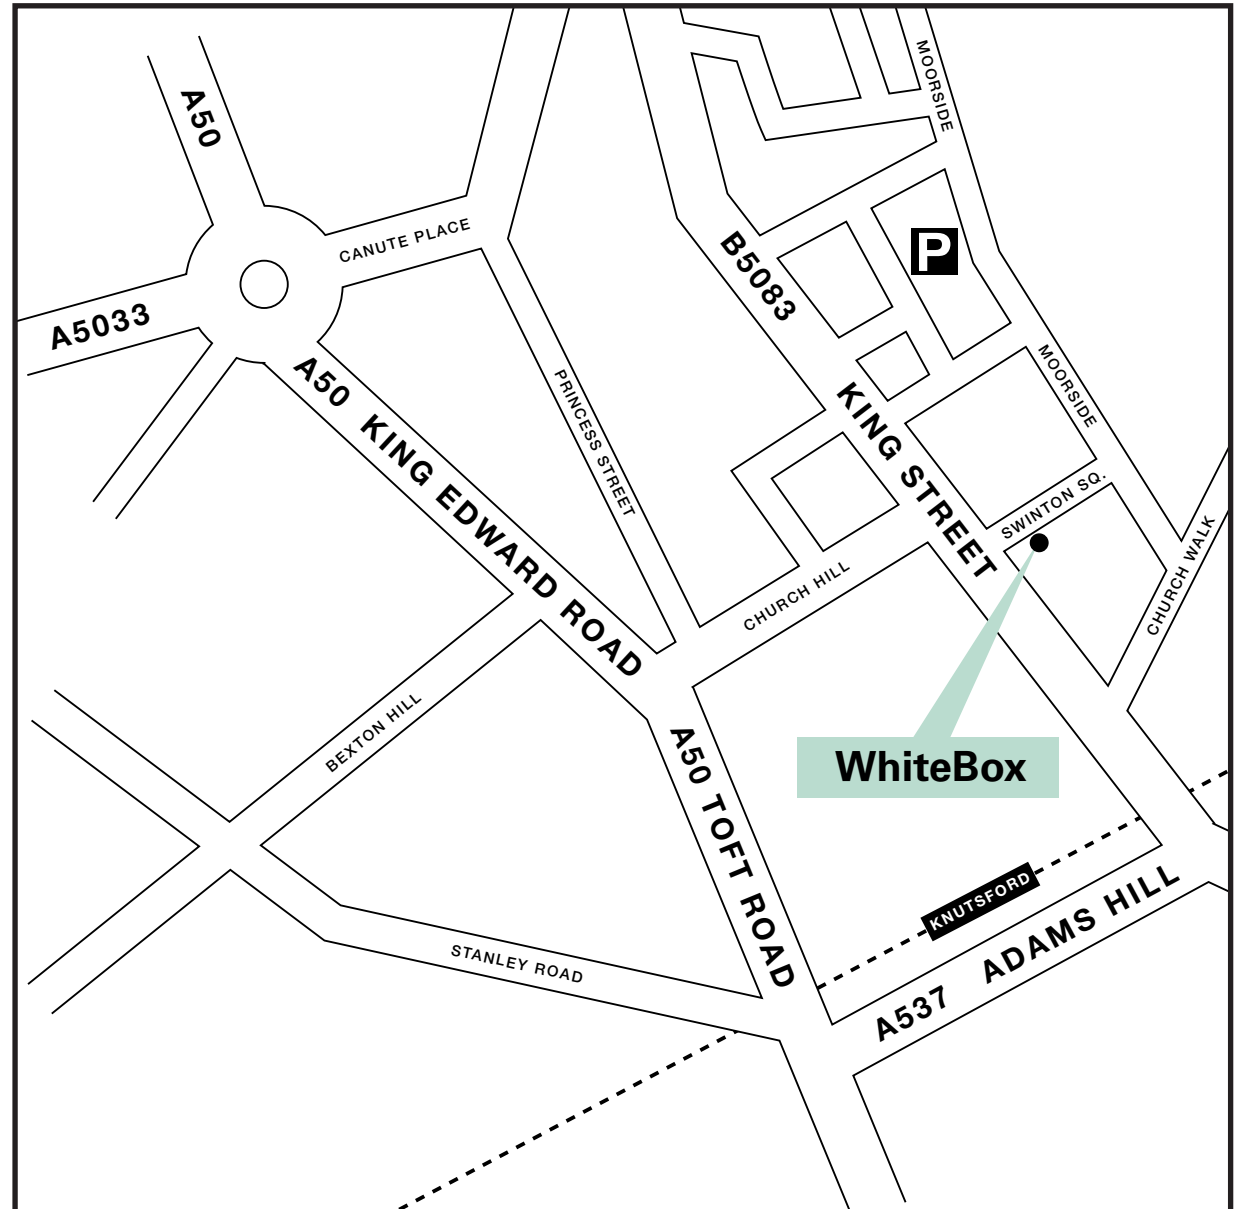 MOORSIDE
A50
CANUTE PLACE
B5083
P
A5033
A50 KING EDWARD ROAD
PRINCESS STREET
KING STREET
MOORSIDE
SWINTON SQ.
CHURCH WALK
CHURCH HILL
BEXTON HILL
A50 TOFT ROAD
WhiteBox
KNUTSFORD
STANLEY ROAD
A537 ADAMS HILL